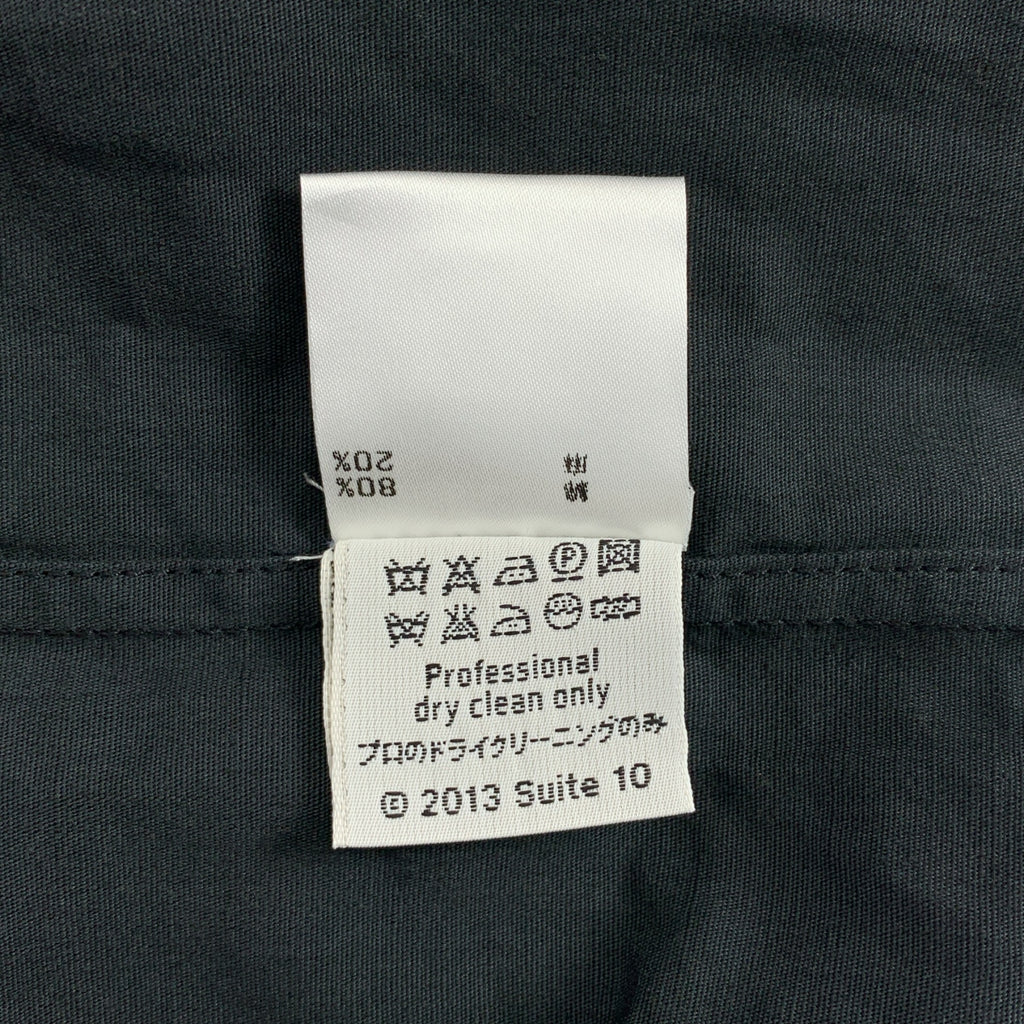 80%
20%
Professional
dry clean only
プロのドライクリーニングのみ
© 2013 Suite 10